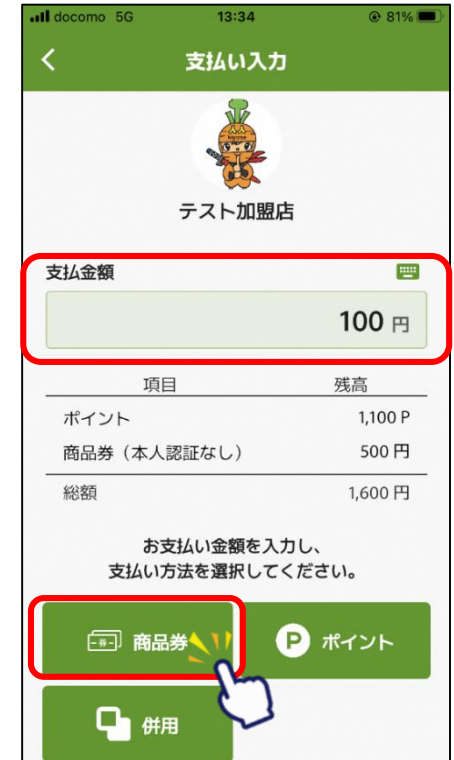 docomo 5G 13:34 81%
支払い入力
テスト加盟店
支払金額
100 円
項目 残高
ポイント 1,100 P
商品券（本人認証なし） 500 円
総額 1,600 円
お支払い金額を入力し、
支払い方法を選択してください。
-券- 商品券 P ポイント
併用